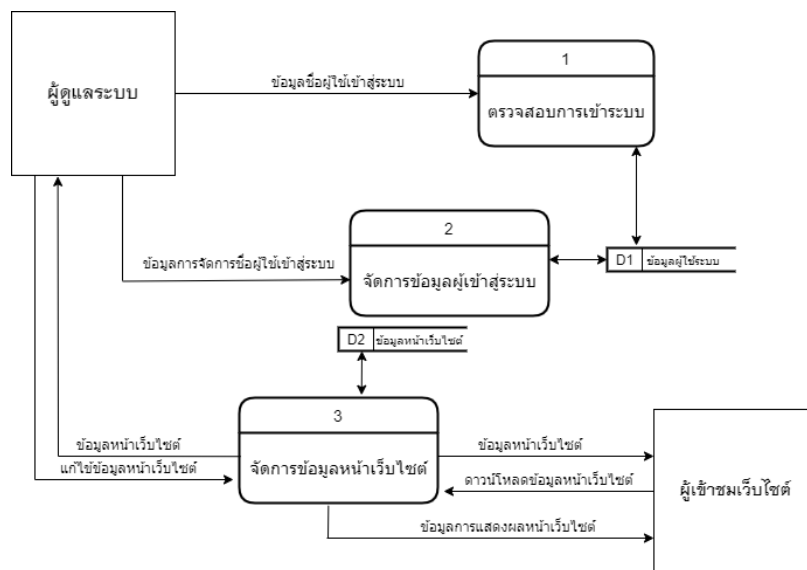 ผู้ดูแลระบบ
ข้อมูลชื่อผู้ใช้เข้าสู่ระบบ
1
ตรวจสอบการเข้าระบบ
2
จัดการข้อมูลผู้เข้าสู่ระบบ
ข้อมูลการจัดการชื่อผู้ใช้เข้าสู่ระบบ
D1 ข้อมูลผู้ใช้ระบบ
D2 ข้อมูลหน้าเว็บไซต์
3
จัดการข้อมูลหน้าเว็บไซต์
ข้อมูลหน้าเว็บไซต์
แก้ไข้ข้อมูลหน้าเว็บไซต์
ข้อมูลหน้าเว็บไซต์
ดาวน์โหลดข้อมูลหน้าเว็บไซต์
ข้อมูลการแสดงผลหน้าเว็บไซต์
ผู้เข้าชมเว็บไซต์